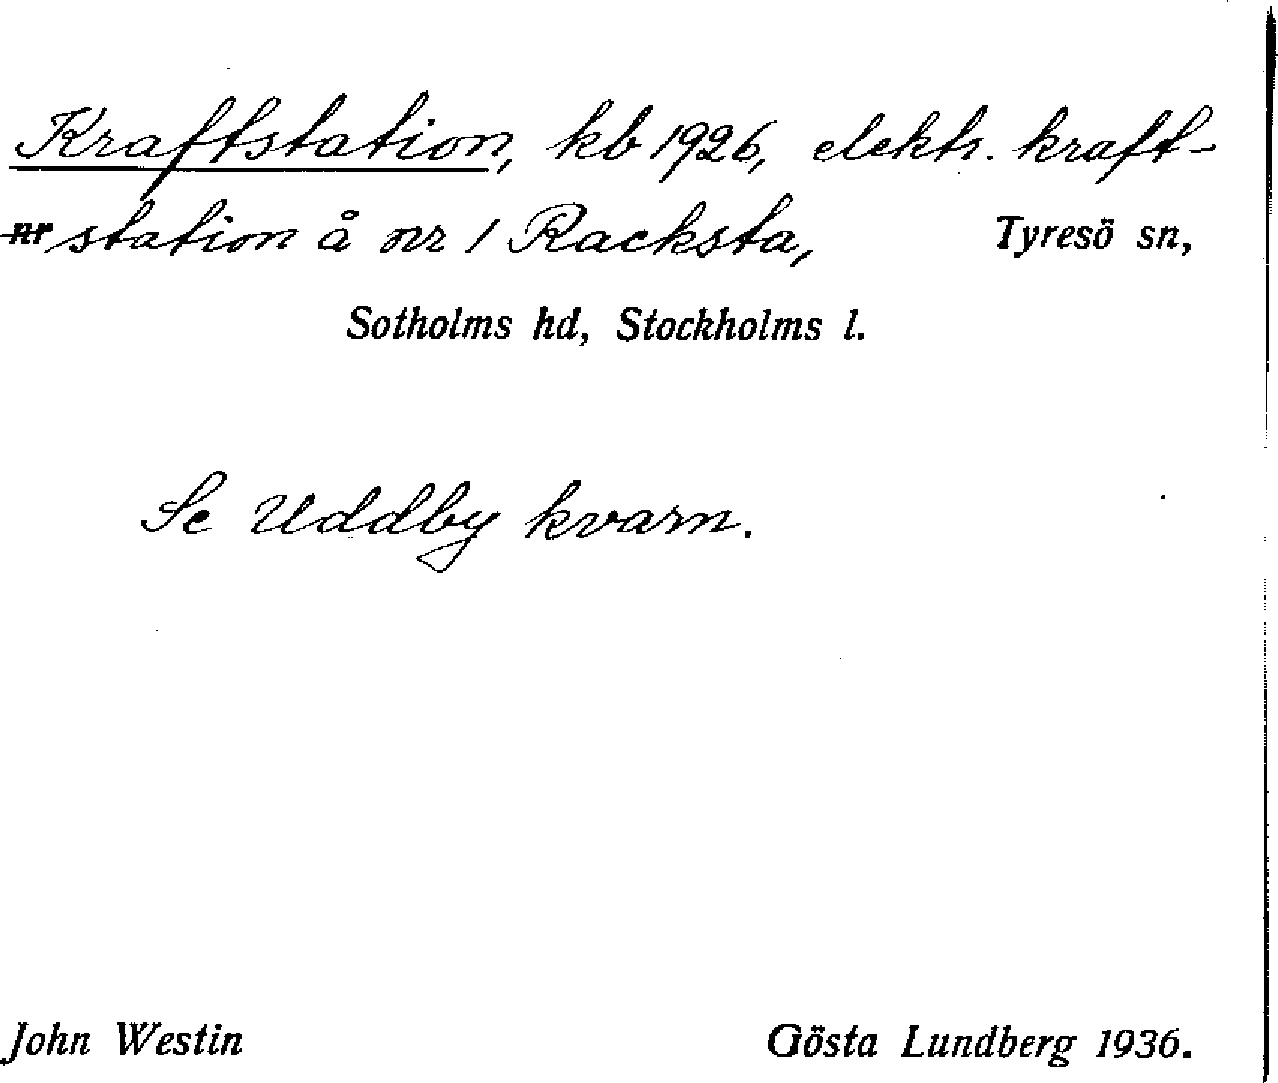 Kraftstation, kb 1926, elektr. kraft-
nr station å nr 1 Racksta, Tyresö sn,
Sotholms hd, Stockholms l.
Se Uddby kvarn.
John Westin Gösta Lundberg 1936.